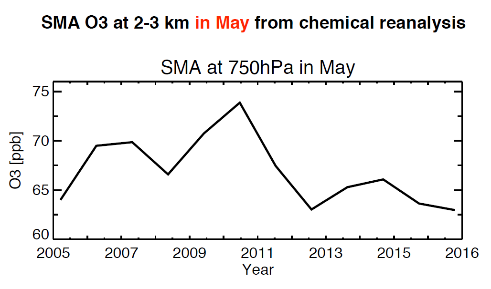 SMA O3 at 2-3 km in May from chemical reanalysis
SMA at 750hPa in May
75
70
65
60
O3 [ppb]
2005 2007 2009 2011 2013 2015 2016
Year